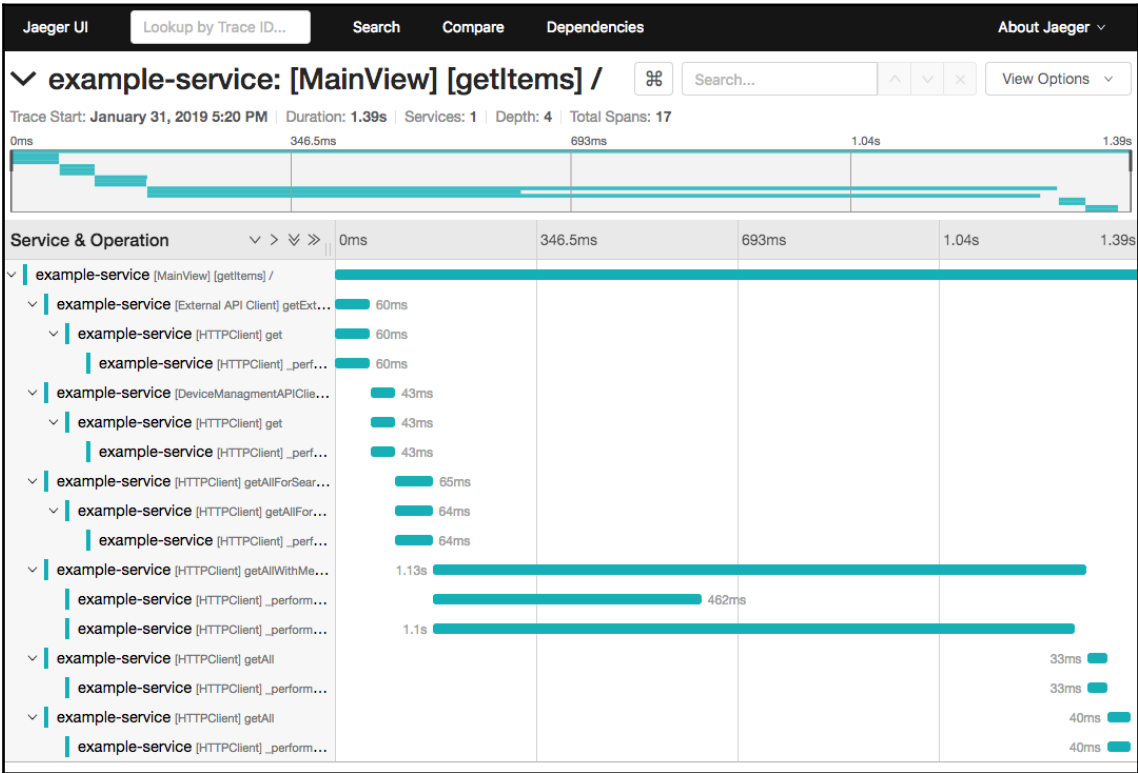 Jaeger UI Lookup by Trace ID... Search Compare Dependencies About Jaeger
example-service: [MainView] [getItems] / ⌘ Search... View Options
Trace Start: January 31, 2019 5:20 PM | Duration: 1.39s | Services: 1 | Depth: 4 | Total Spans: 17
0ms 346.5ms 693ms 1.04s 1.39s
Service & Operation 0ms 346.5ms 693ms 1.04s 1.39s
example-service [MainView] [getItems] /
example-service [External API Client] getExt... 60ms
example-service [HTTPClient] get 60ms
example-service [HTTPClient] _perf... 60ms
example-service [DeviceManagmentAPIClie... 43ms
example-service [HTTPClient] get 43ms
example-service [HTTPClient] _perf... 43ms
example-service [HTTPClient] getAllForSear... 65ms
example-service [HTTPClient] getAllFor... 64ms
example-service [HTTPClient] _perf... 64ms
example-service [HTTPClient] getAllWithMe... 1.13s
example-service [HTTPClient] _perform... 462ms
example-service [HTTPClient] _perform... 1.1s
example-service [HTTPClient] getAll 33ms
example-service [HTTPClient] _perform... 33ms
example-service [HTTPClient] getAll 40ms
example-service [HTTPClient] _perform... 40ms